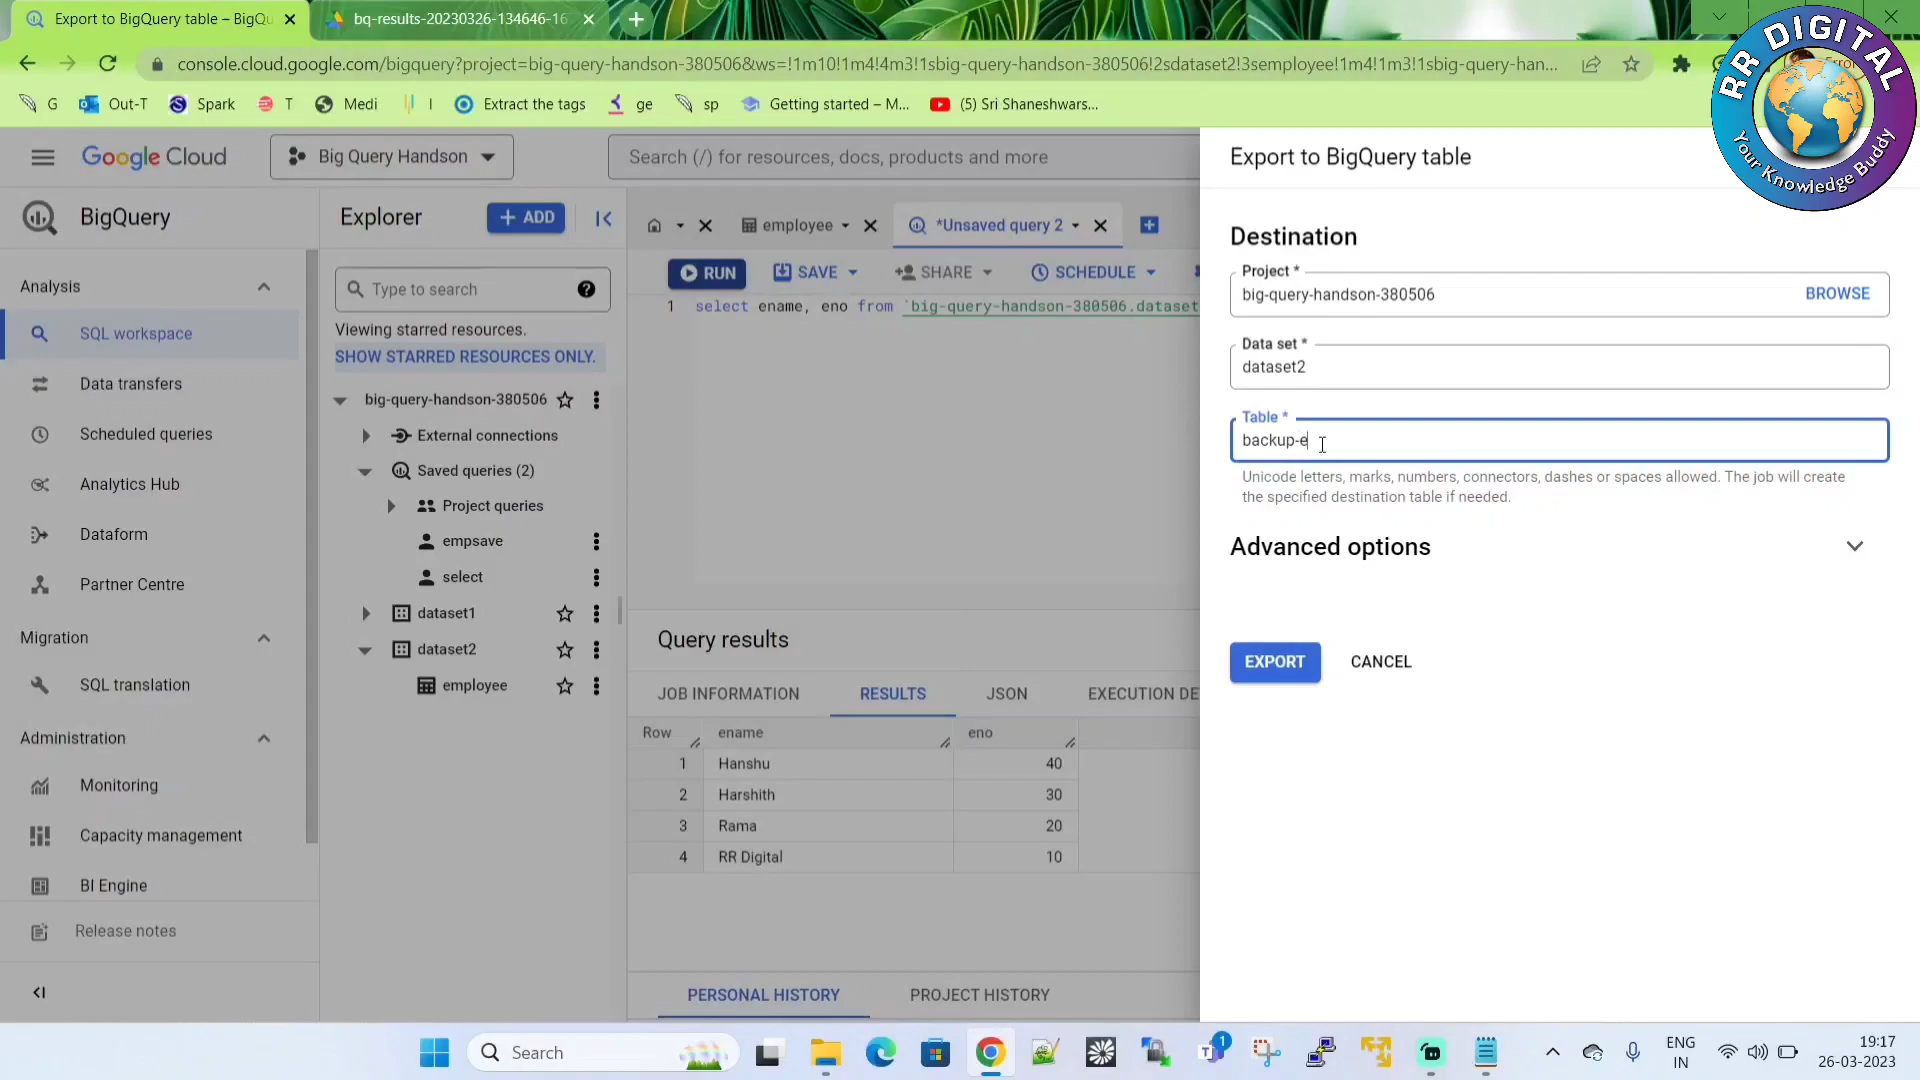 Export to BigQuery table – BigQu
bq-results-20230326-134646-16
console.cloud.google.com/bigquery?project=big-query-handson-380506&ws=!1m10!1m4!4m3!1sbig-query-handson-380506!2sdataset2!3semployee!1m4!1m3!1sbig-query-han...
G
Out-T
Spark
T
Medi
I
Extract the tags
ge
sp
Getting started – M...
(5) Sri Shaneshwars...
RR DIGITAL
Your Knowledge Buddy
Google Cloud
Big Query Handson
Search (/) for resources, docs, products and more
BigQuery
Analysis
SQL workspace
Data transfers
Scheduled queries
Analytics Hub
Dataform
Partner Centre
Migration
SQL translation
Administration
Monitoring
Capacity management
BI Engine
Release notes
Explorer
+ ADD
Type to search
Viewing starred resources.
SHOW STARRED RESOURCES ONLY.
big-query-handson-380506
External connections
Saved queries (2)
Project queries
empsave
select
dataset1
dataset2
employee
employee
*Unsaved query 2
RUN
SAVE
SHARE
SCHEDULE
1 select ename, eno from `big-query-handson-380506.dataset
Query results
JOB INFORMATION
RESULTS
JSON
EXECUTION DE
Row ename eno
1 Hanshu 40
2 Harshith 30
3 Rama 20
4 RR Digital 10
PERSONAL HISTORY
PROJECT HISTORY
Export to BigQuery table
Destination
Project *
big-query-handson-380506
BROWSE
Data set *
dataset2
Table *
backup-e
Unicode letters, marks, numbers, connectors, dashes or spaces allowed. The job will create
the specified destination table if needed.
Advanced options
EXPORT
CANCEL
Search
1
ENG
IN
19:17
26-03-2023